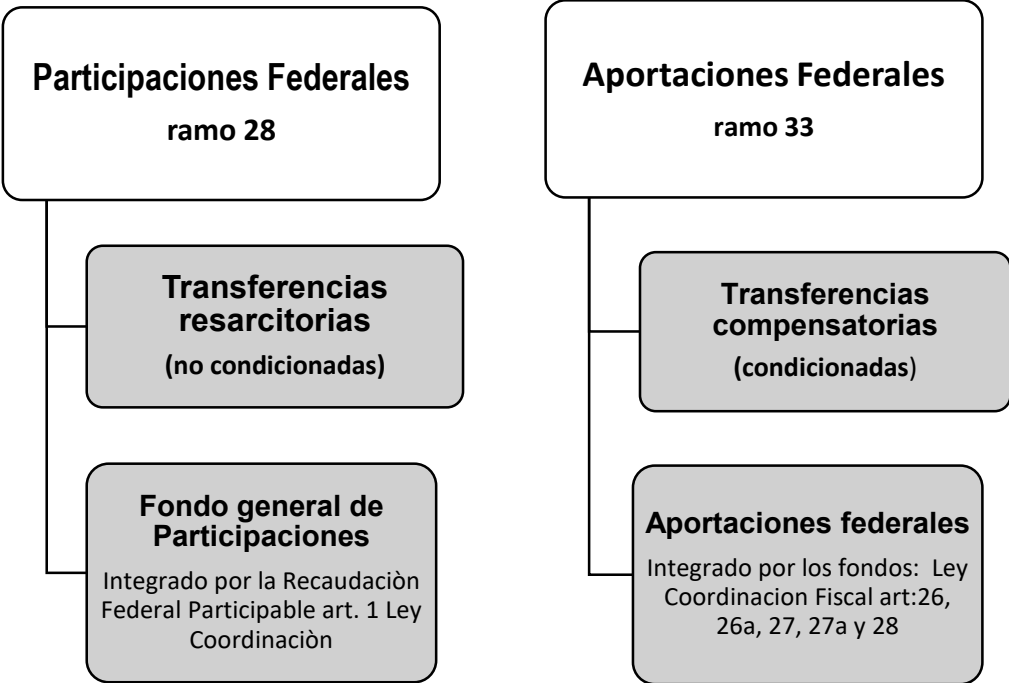 Participaciones Federales
ramo 28
Transferencias
resarcitorias
(no condicionadas)
Fondo general de
Participaciones
Integrado por la Recaudaciòn
Federal Participable art. 1 Ley
Coordinaciòn
Aportaciones Federales
ramo 33
Transferencias
compensatorias
(condicionadas)
Aportaciones federales
Integrado por los fondos: Ley
Coordinacion Fiscal art:26,
26a, 27, 27a y 28